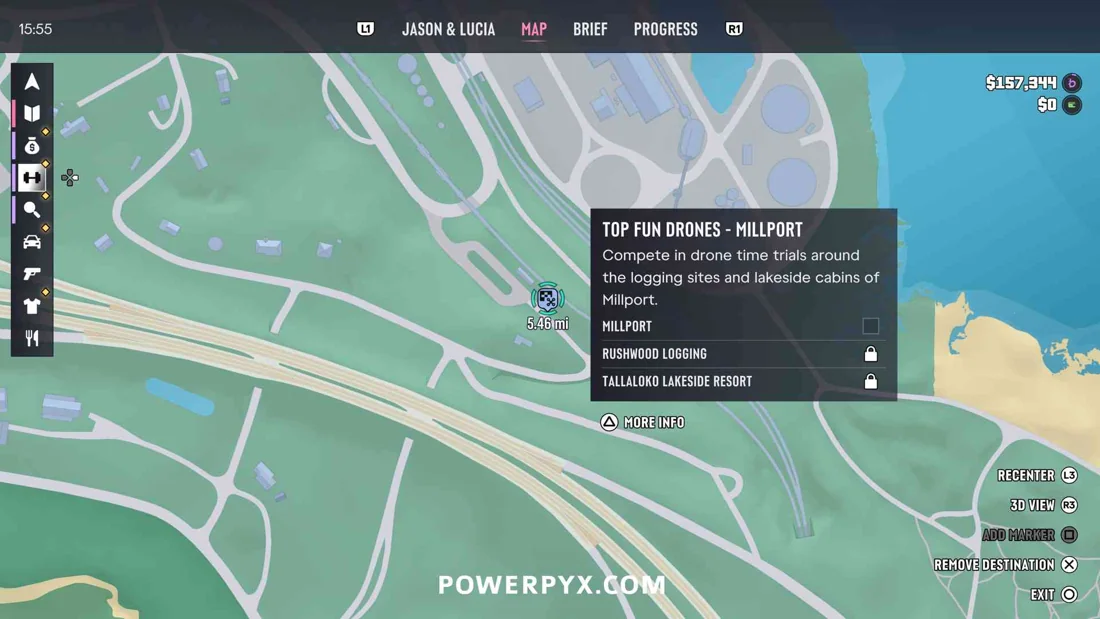 15:55
L1 JASON & LUCIA MAP BRIEF PROGRESS R1
$157,344
$0
TOP FUN DRONES - MILLPORT
Compete in drone time trials around
the logging sites and lakeside cabins of
Millport.
MILLPORT
RUSHWOOD LOGGING
TALLALOKO LAKESIDE RESORT
5.46 mi
MORE INFO
RECENTER L3
3D VIEW R3
ADD MARKER
REMOVE DESTINATION
EXIT
POWERPYX.COM